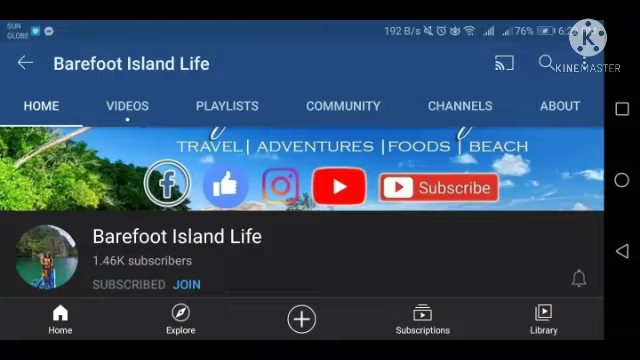 SUN
GLOBE
192 B/s
76%
KINEMASTER
Barefoot Island Life
HOME VIDEOS PLAYLISTS COMMUNITY CHANNELS ABOUT
TRAVEL| ADVENTURES |FOODS | BEACH
Subscribe
Barefoot Island Life
1.46K subscribers
SUBSCRIBED JOIN
Home Explore Subscriptions Library